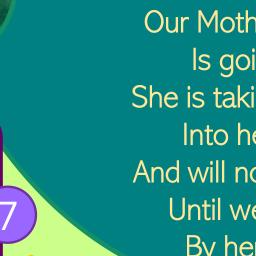 Our Moth
Is goi
She is taki
Into he
And will no
Until we
By her
7